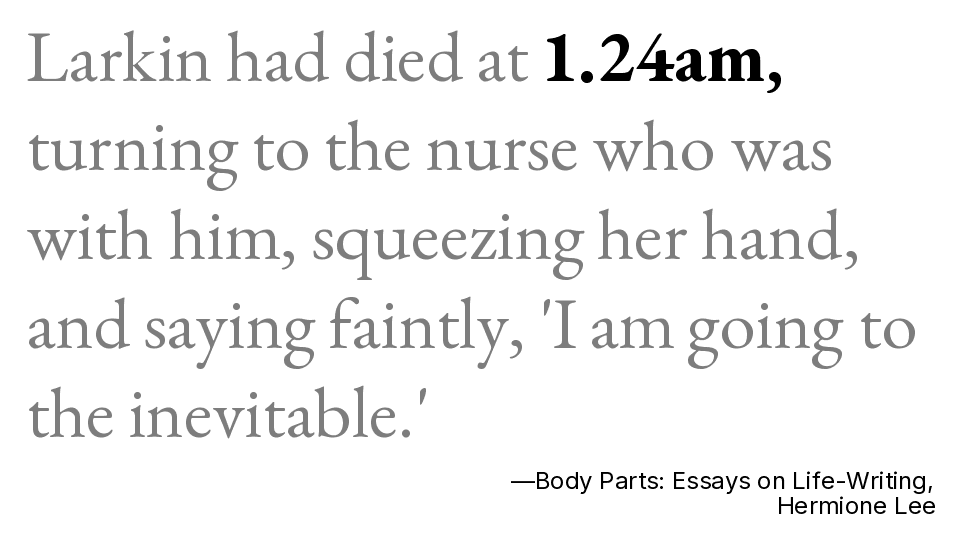 Larkin had died at 1.24am,
turning to the nurse who was
with him, squeezing her hand,
and saying faintly, 'I am going to
the inevitable.'
—Body Parts: Essays on Life-Writing,
Hermione Lee